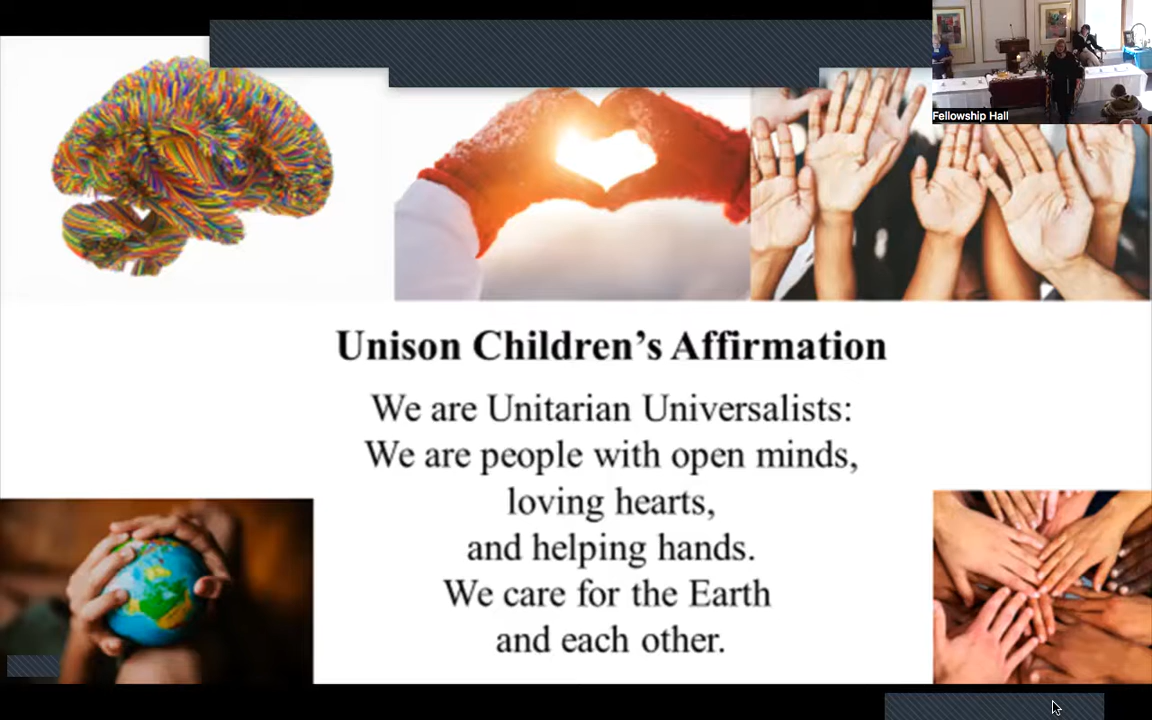 Fellowship Hall
Unison Children's Affirmation
We are Unitarian Universalists:
We are people with open minds,
loving hearts,
and helping hands.
We care for the Earth
and each other.